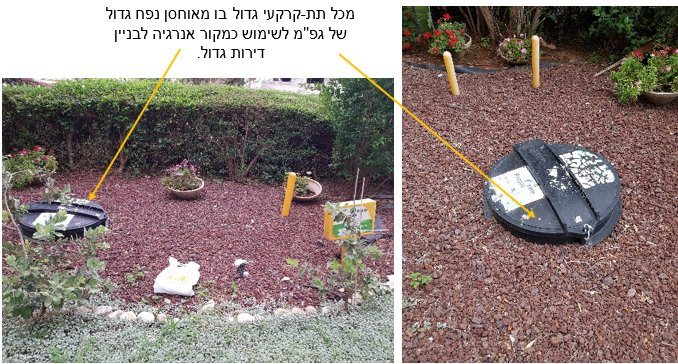 מכל תת-קרקעי גדול בו מאוחסן נפח גדול
של גפ"מ לשימוש כמקור אנרגיה לבניין
דירות גדול.